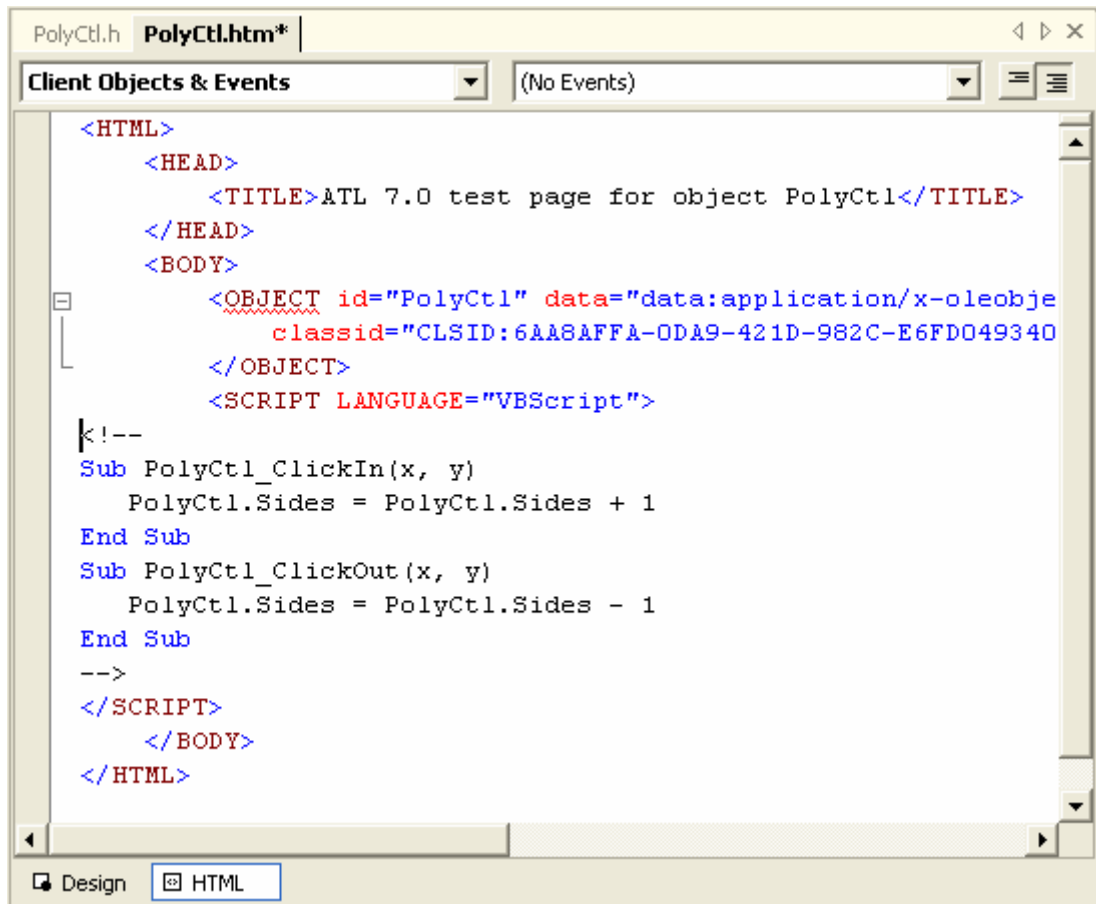 PolyCtl.h PolyCtl.htm*
Client Objects & Events (No Events)
<HTML>
<HEAD>
<TITLE>ATL 7.0 test page for object PolyCtl</TITLE>
</HEAD>
<BODY>
<OBJECT id="PolyCtl" data="data:application/x-oleobje
classid="CLSID:6AA8AFFA-0DA9-421D-982C-E6FD049340
</OBJECT>
<SCRIPT LANGUAGE="VBScript">
<!--
Sub PolyCtl_ClickIn(x, y)
PolyCtl.Sides = PolyCtl.Sides + 1
End Sub
Sub PolyCtl_ClickOut(x, y)
PolyCtl.Sides = PolyCtl.Sides - 1
End Sub
-->
</SCRIPT>
</BODY>
</HTML>
Design HTML